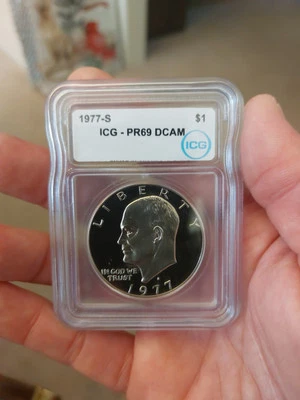 1977-S $1
ICG - PR69 DCAM
ICG
LIBERTY
IN GOD WE
TRUST
1977